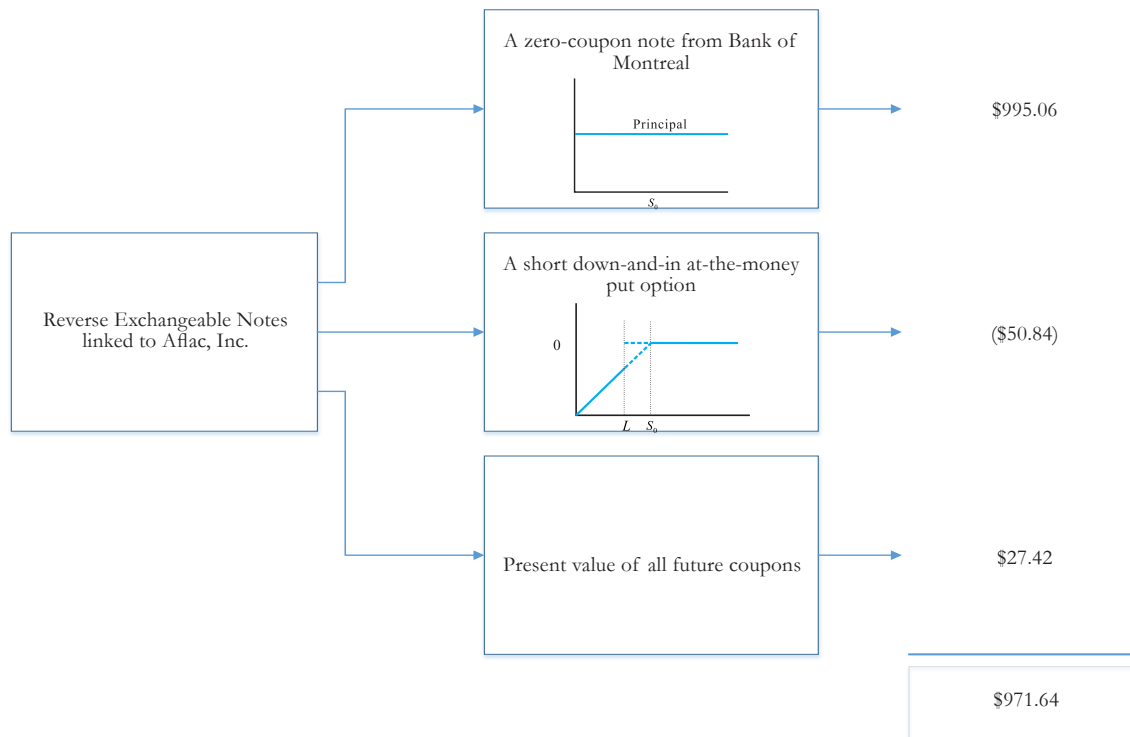 Reverse Exchangeable Notes
linked to Aflac, Inc.
A zero-coupon note from Bank of
Montreal
Principal
S₀
$995.06
A short down-and-in at-the-money
put option
0
L S₀
($50.84)
Present value of all future coupons
$27.42
$971.64